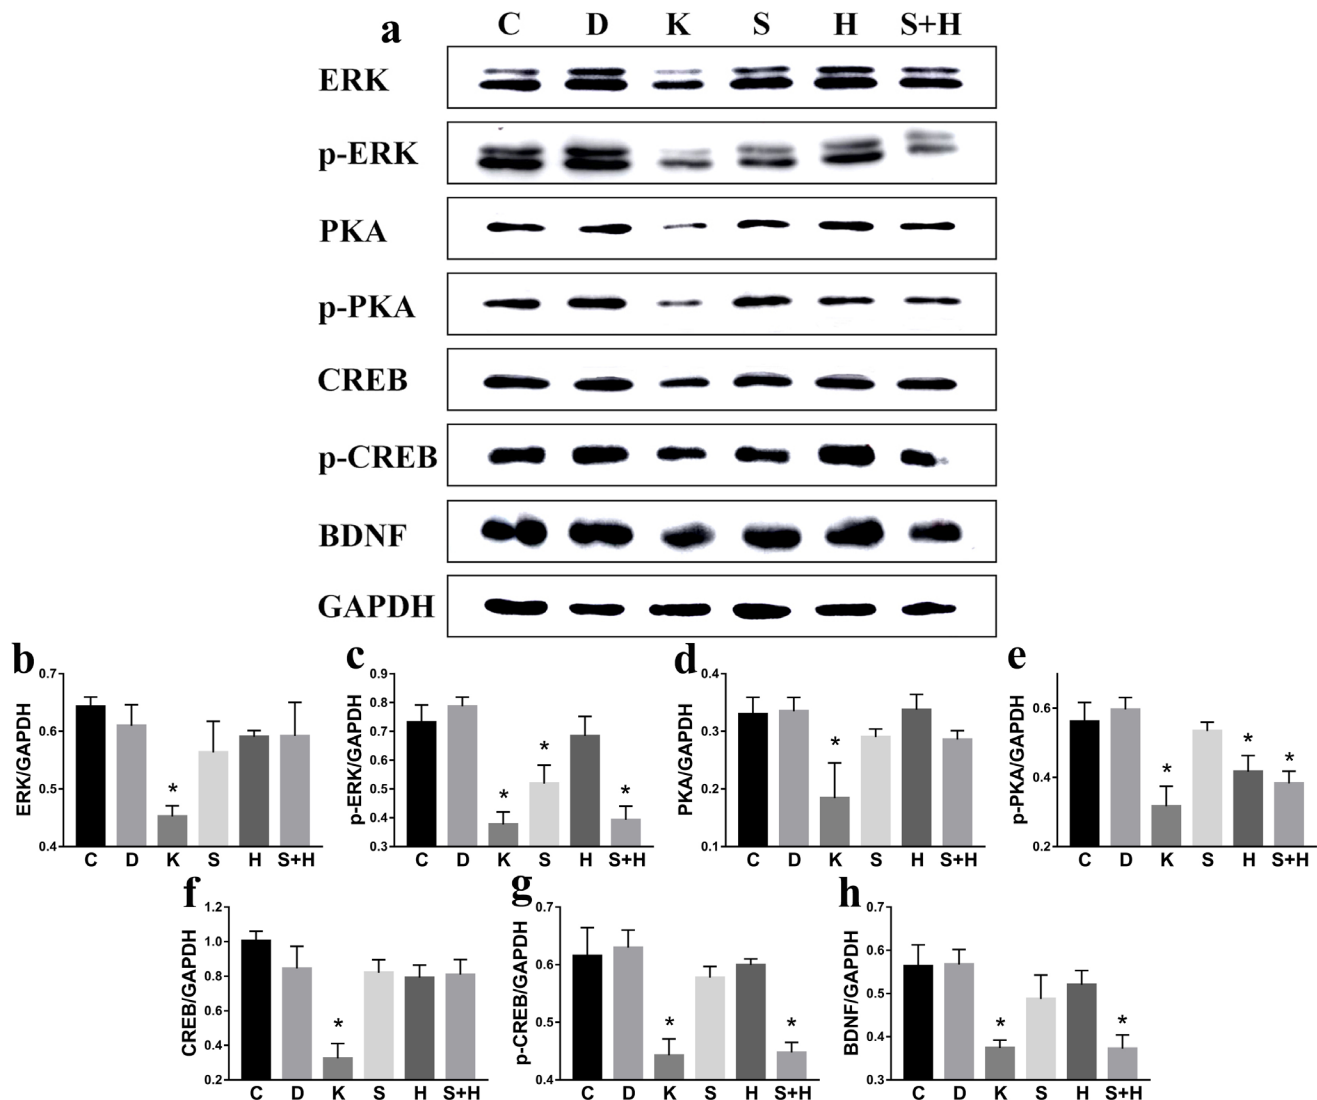 a
C D K S H S+H
ERK
p-ERK
PKA
p-PKA
CREB
p-CREB
BDNF
GAPDH
b
ERK/GAPDH
0.7
0.6
0.5
0.4
*
C D K S H S+H
c
p-ERK/GAPDH
0.9
0.8
0.7
0.6
0.5
0.4
0.3
* * *
C D K S H S+H
d
PKA/GAPDH
0.4
0.3
0.2
0.1
*
C D K S H S+H
e
p-PKA/GAPDH
0.6
0.4
0.2
* * *
C D K S H S+H
f
CREB/GAPDH
1.2
1.0
0.8
0.6
0.4
0.2
*
C D K S H S+H
g
p-CREB/GAPDH
0.7
0.6
0.5
0.4
* *
C D K S H S+H
h
BDNF/GAPDH
0.7
0.6
0.5
0.4
0.3
* *
C D K S H S+H